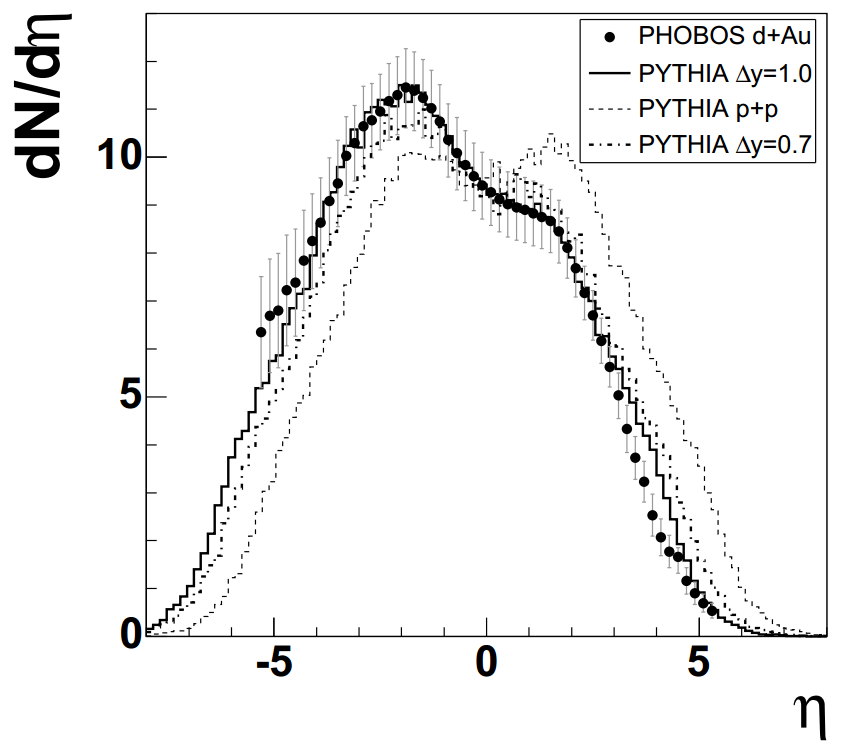 dN/dη
PHOBOS d+Au
PYTHIA Δy=1.0
PYTHIA p+p
PYTHIA Δy=0.7
10
5
0
-5 0 5
η